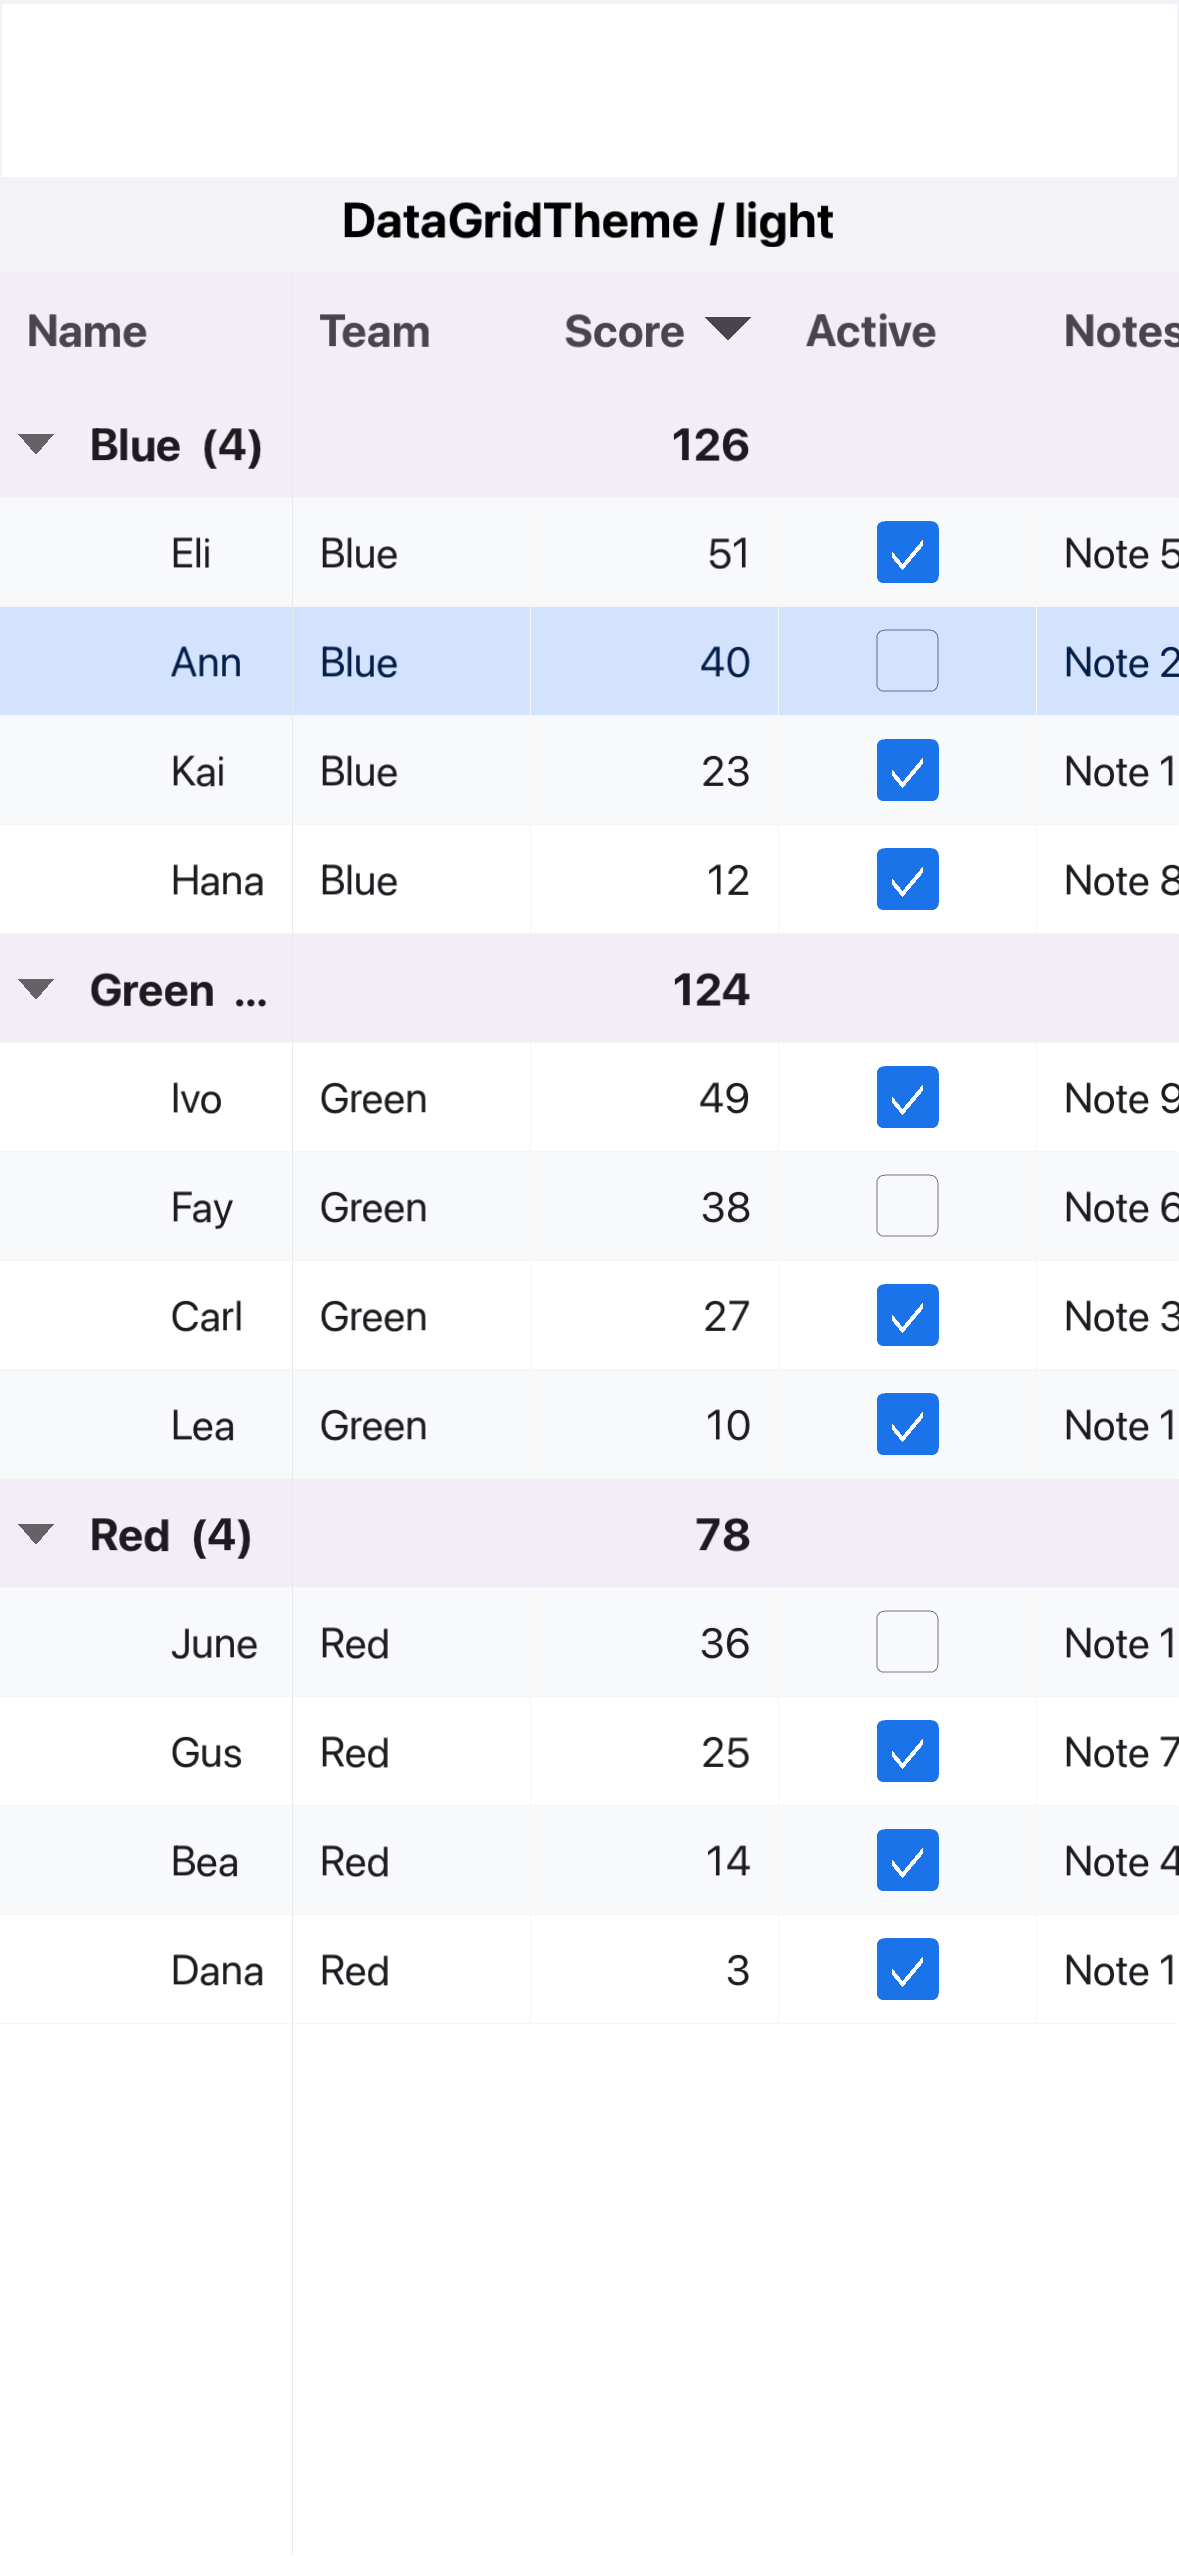 DataGridTheme / light
Name Team Score Active Notes
Blue (4) 126
Eli Blue 51 Note 5
Ann Blue 40 Note 2
Kai Blue 23 Note 1
Hana Blue 12 Note 8
Green ... 124
Ivo Green 49 Note 9
Fay Green 38 Note 6
Carl Green 27 Note 3
Lea Green 10 Note 1
Red (4) 78
June Red 36 Note 1
Gus Red 25 Note 7
Bea Red 14 Note 4
Dana Red 3 Note 1